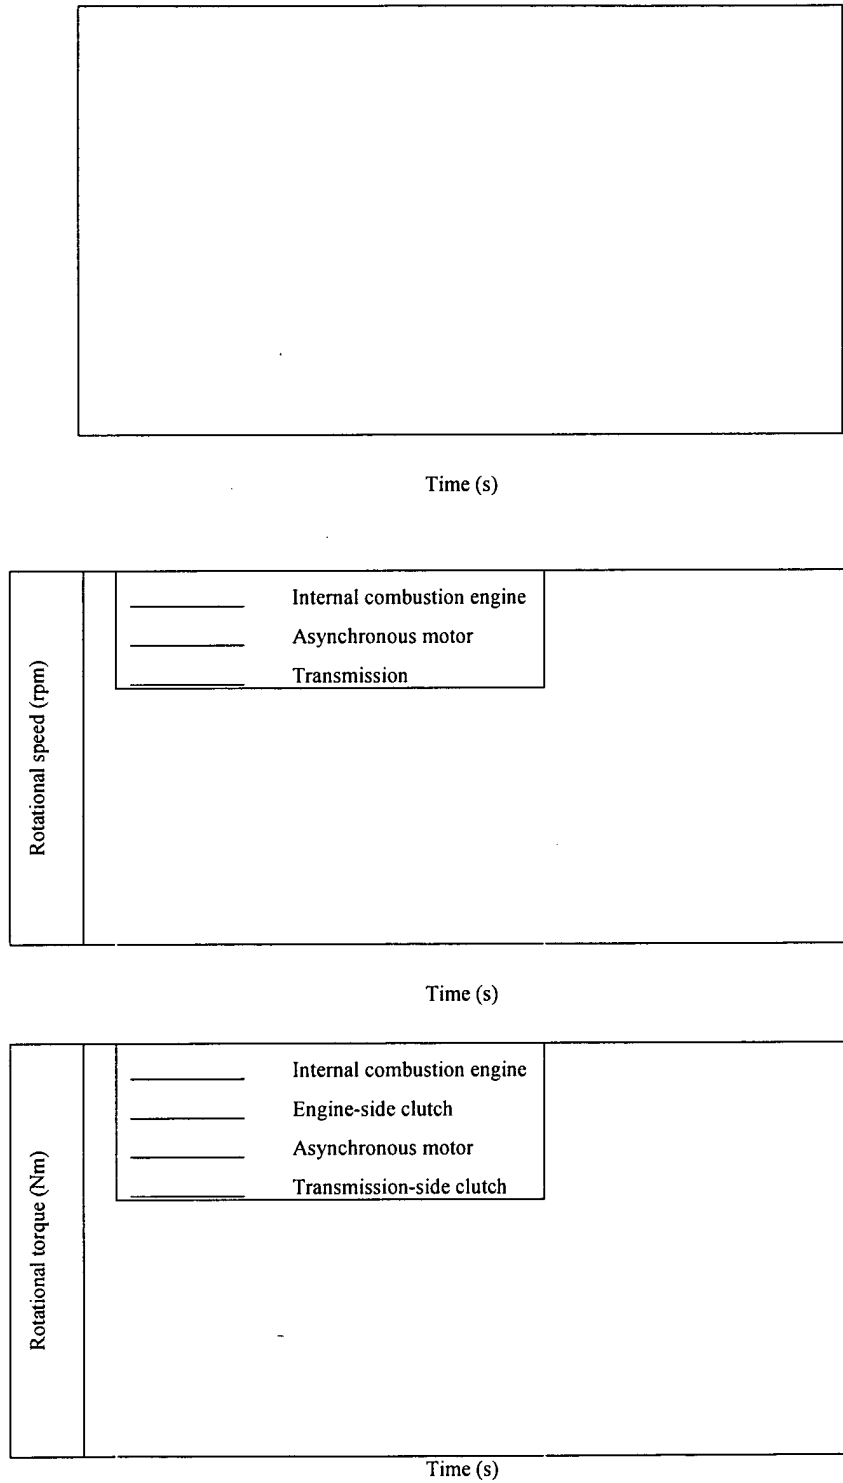 Time (s)
Rotational speed (rpm)
Internal combustion engine
Asynchronous motor
Transmission
Time (s)
Rotational torque (Nm)
Internal combustion engine
Engine-side clutch
Asynchronous motor
Transmission-side clutch
Time (s)